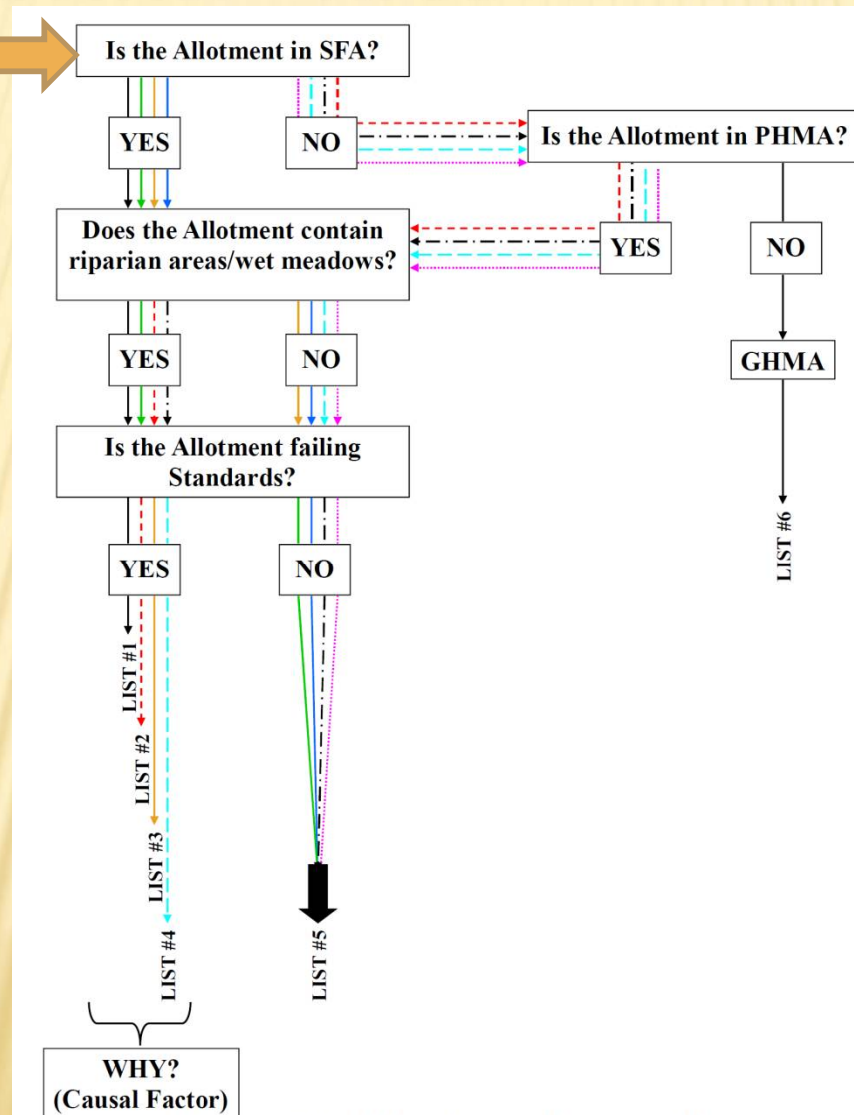 Is the Allotment in SFA?
YES
NO
Is the Allotment in PHMA?
Does the Allotment contain
riparian areas/wet meadows?
YES
NO
YES
NO
GHMA
Is the Allotment failing
Standards?
YES
NO
LIST #1
LIST #2
LIST #3
LIST #4
LIST #5
LIST #6
WHY?
(Causal Factor)